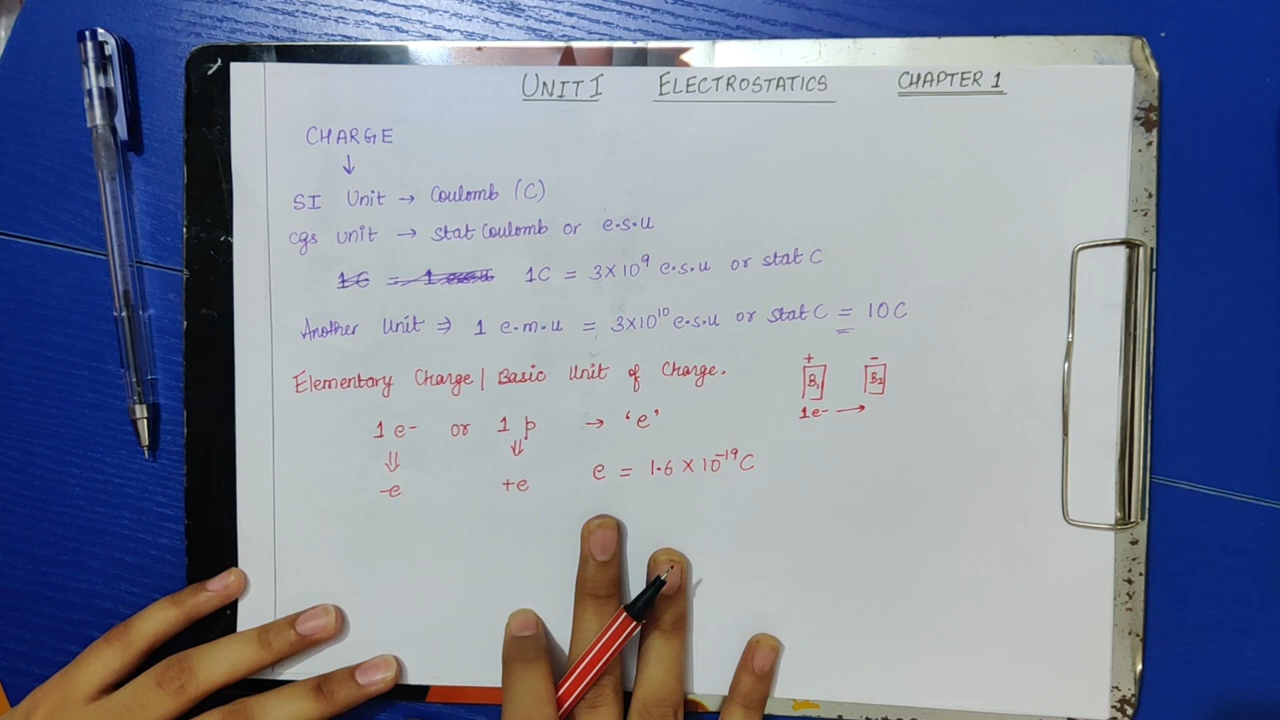 UNIT I ELECTROSTATICS CHAPTER 1
CHARGE
↓
SI Unit → Coulomb (C)
cgs unit → stat Coulomb or e.s.u
1C = 3×10⁹ e.s.u or stat C
Another Unit ⇒ 1 e.m.u = 3×10¹⁰ e.s.u or stat C = 10C
Elementary Charge | Basic Unit of Charge.
+ -
B₁ B₂
1e- →
1 e- or 1 p → 'e'
⇓ ⇓
-e +e e = 1.6 × 10⁻¹⁹C